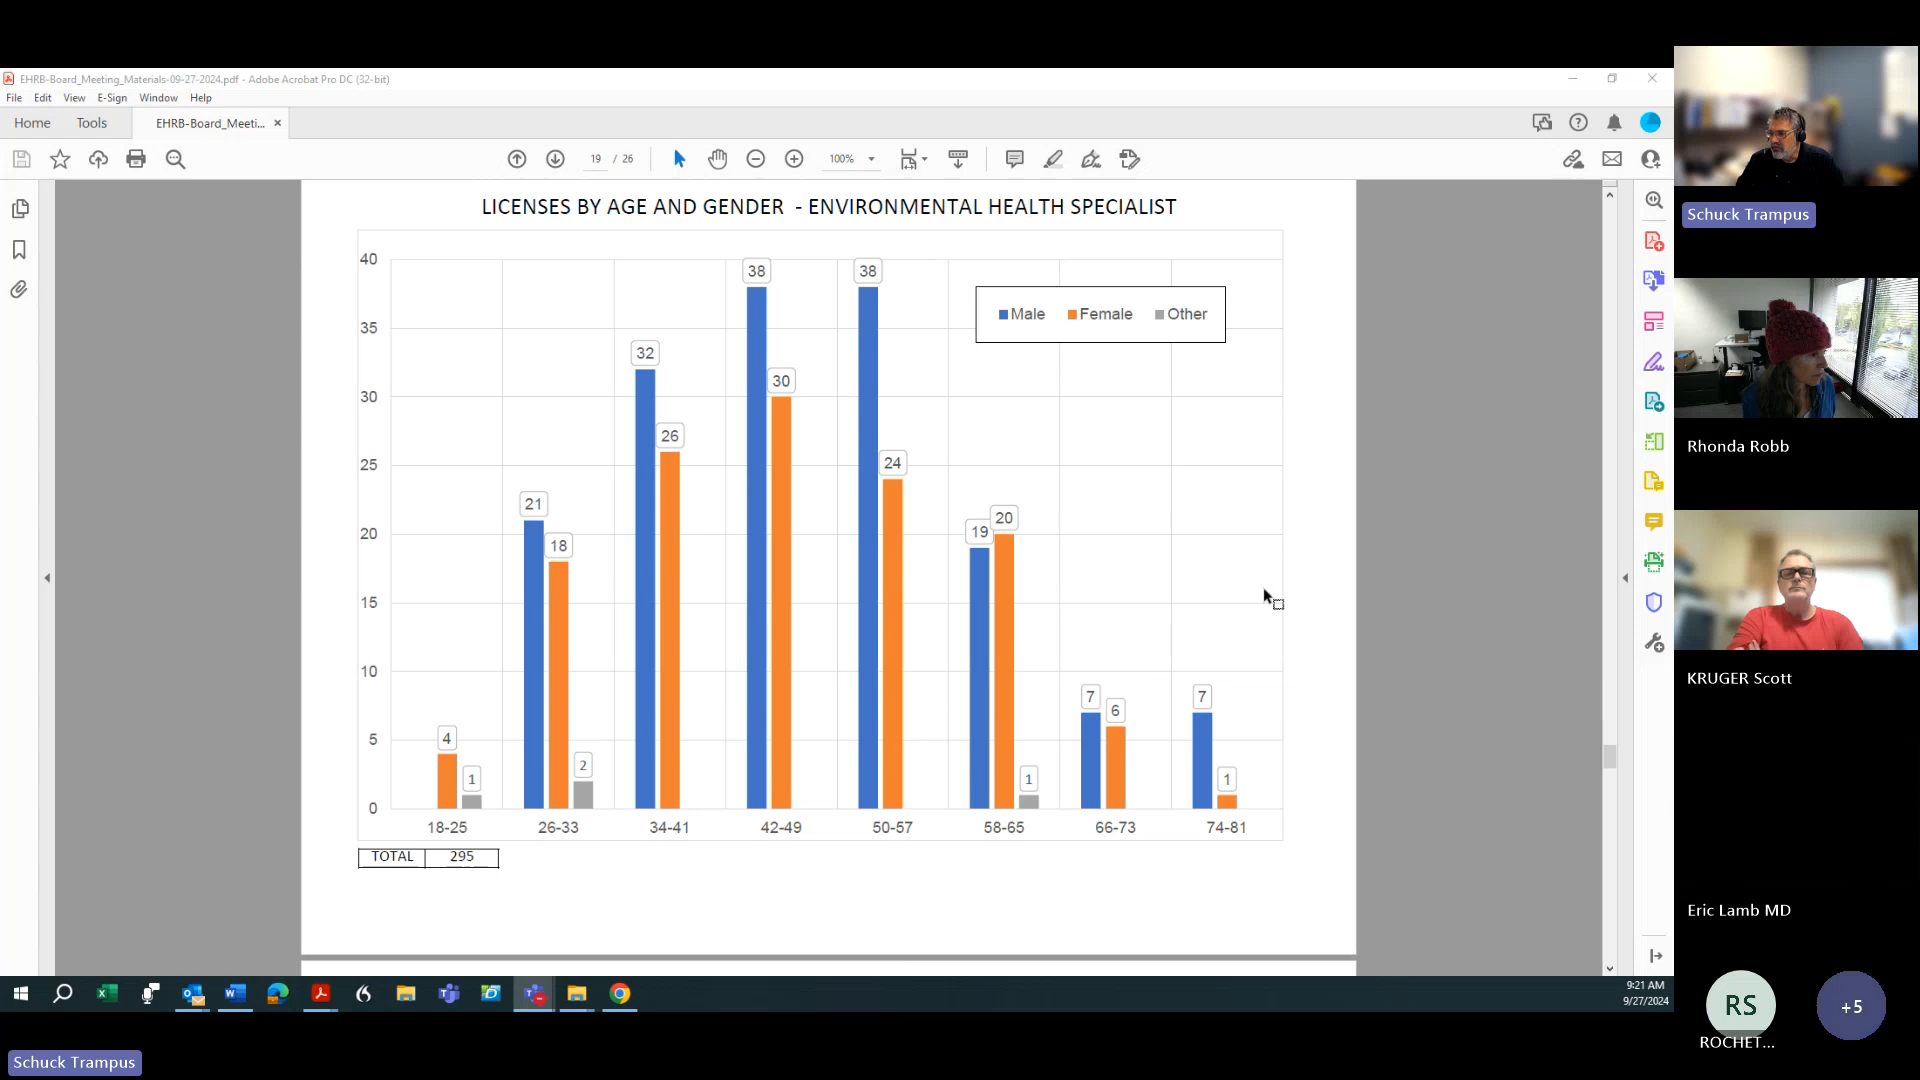 EHRB-Board_Meeting_Materials-09-27-2024.pdf - Adobe Acrobat Pro DC (32-bit)
File Edit View E-Sign Window Help
Home Tools EHRB-Board_Meeti... ×
19 / 26 100%
LICENSES BY AGE AND GENDER - ENVIRONMENTAL HEALTH SPECIALIST
40
35
30
25
20
15
10
5
0
Male Female Other
4 1
21 18 2
32 26
38 30
38 24
19 20 1
7 6
7 1
18-25 26-33 34-41 42-49 50-57 58-65 66-73 74-81
TOTAL 295
9:21 AM
9/27/2024
Schuck Trampus
Schuck Trampus
Rhonda Robb
KRUGER Scott
Eric Lamb MD
RS
ROCHET...
+5